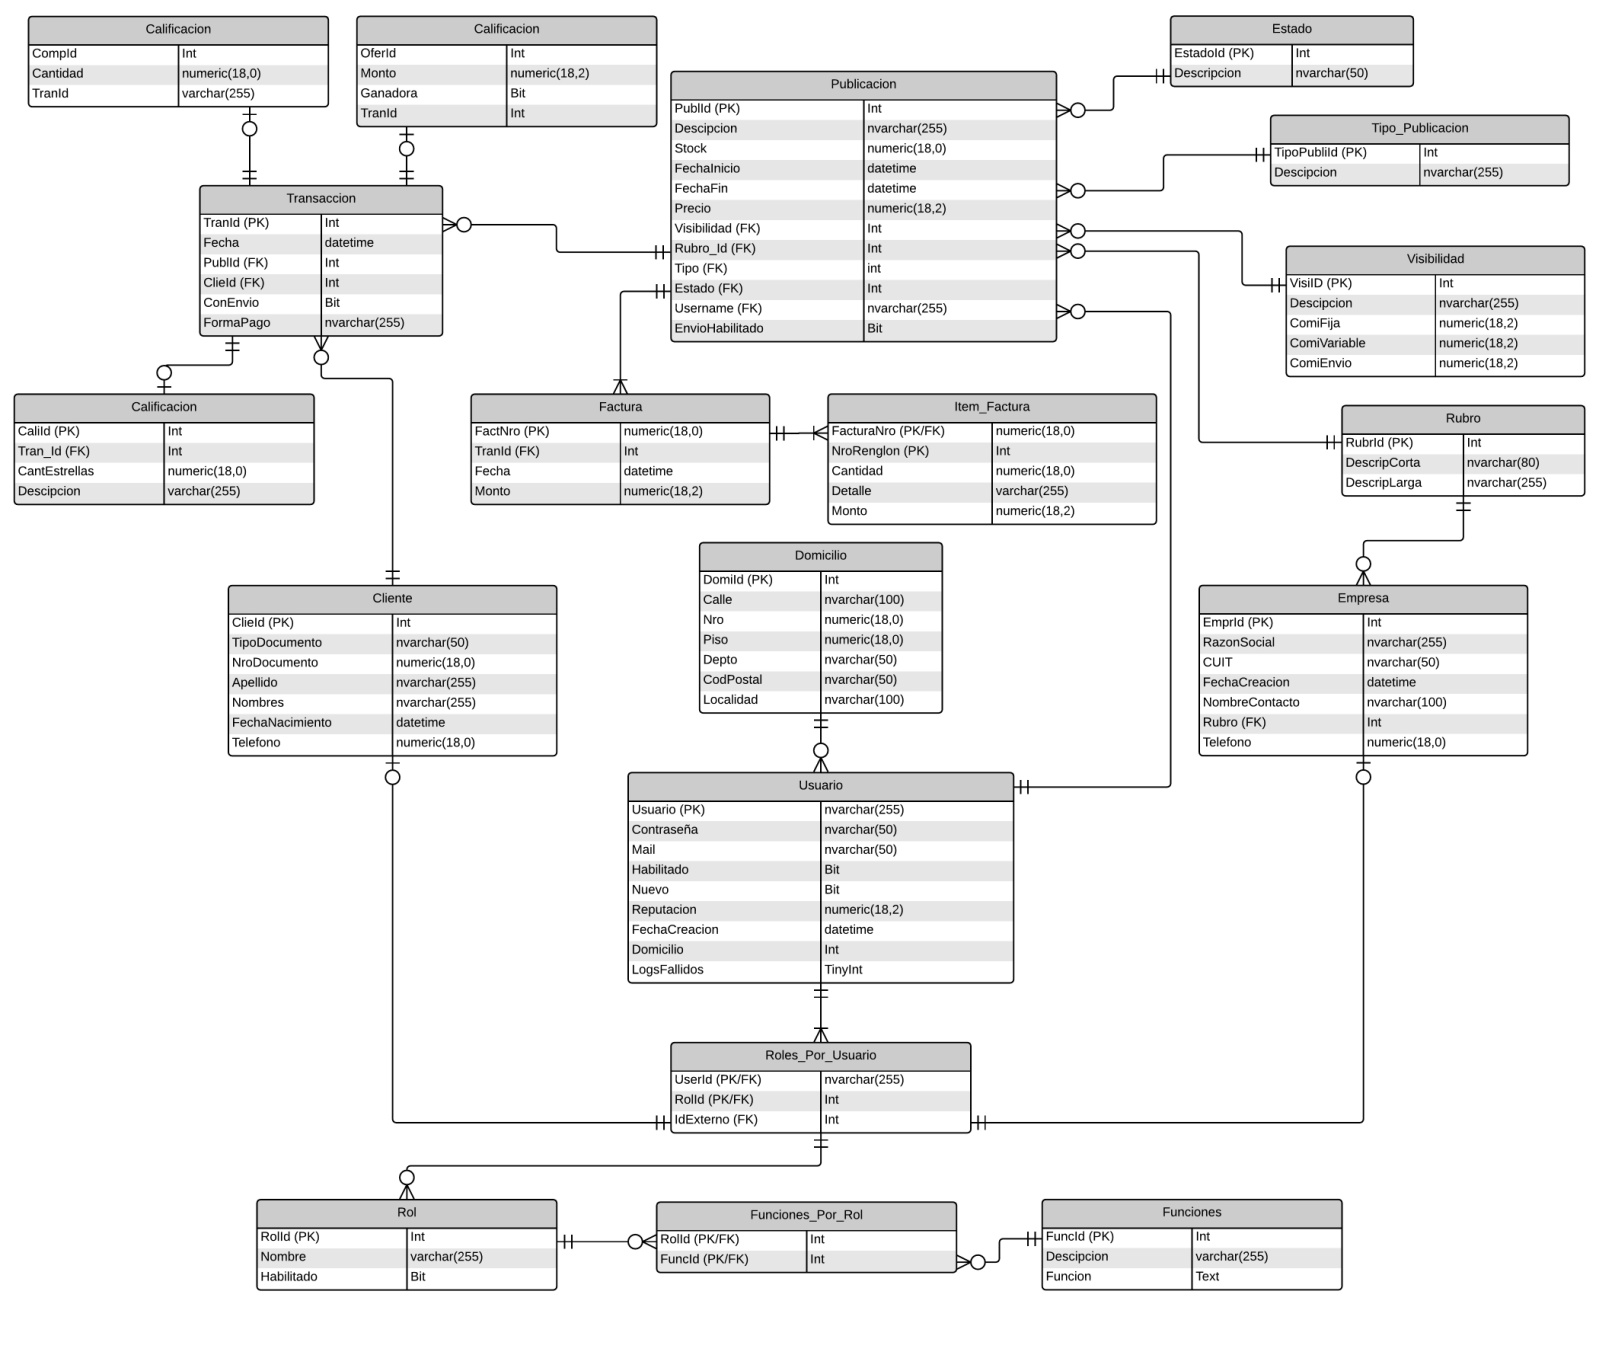 Calificacion
CompId Int
Cantidad numeric(18,0)
TranId varchar(255)
Calificacion
OferId Int
Monto numeric(18,2)
Ganadora Bit
TranId Int
Publicacion
PublId (PK) Int
Descipcion nvarchar(255)
Stock numeric(18,0)
FechaInicio datetime
FechaFin datetime
Precio numeric(18,2)
Visibilidad (FK) Int
Rubro_Id (FK) Int
Tipo (FK) int
Estado (FK) Int
Username (FK) nvarchar(255)
EnvioHabilitado Bit
Estado
EstadoId (PK) Int
Descripcion nvarchar(50)
Tipo_Publicacion
TipoPubliId (PK) Int
Descipcion nvarchar(255)
Transaccion
TranId (PK) Int
Fecha datetime
PublId (FK) Int
ClieId (FK) Int
ConEnvio Bit
FormaPago nvarchar(255)
Visibilidad
VisiID (PK) Int
Descipcion nvarchar(255)
ComiFija numeric(18,2)
ComiVariable numeric(18,2)
ComiEnvio numeric(18,2)
Calificacion
CaliId (PK) Int
Tran_Id (FK) Int
CantEstrellas numeric(18,0)
Descipcion varchar(255)
Factura
FactNro (PK) numeric(18,0)
TranId (FK) Int
Fecha datetime
Monto numeric(18,2)
Item_Factura
FacturaNro (PK/FK) numeric(18,0)
NroRenglon (PK) Int
Cantidad numeric(18,0)
Detalle varchar(255)
Monto numeric(18,2)
Rubro
RubrId (PK) Int
DescripCorta nvarchar(80)
DescripLarga nvarchar(255)
Domicilio
DomiId (PK) Int
Calle nvarchar(100)
Nro numeric(18,0)
Piso numeric(18,0)
Depto nvarchar(50)
CodPostal nvarchar(50)
Localidad nvarchar(100)
Cliente
ClieId (PK) Int
TipoDocumento nvarchar(50)
NroDocumento numeric(18,0)
Apellido nvarchar(255)
Nombres nvarchar(255)
FechaNacimiento datetime
Telefono numeric(18,0)
Empresa
EmprId (PK) Int
RazonSocial nvarchar(255)
CUIT nvarchar(50)
FechaCreacion datetime
NombreContacto nvarchar(100)
Rubro (FK) Int
Telefono numeric(18,0)
Usuario
Usuario (PK) nvarchar(255)
Contraseña nvarchar(50)
Mail nvarchar(50)
Habilitado Bit
Nuevo Bit
Reputacion numeric(18,2)
FechaCreacion datetime
Domicilio Int
LogsFallidos TinyInt
Roles_Por_Usuario
UserId (PK/FK) nvarchar(255)
RolId (PK/FK) Int
IdExterno (FK) Int
Rol
RolId (PK) Int
Nombre varchar(255)
Habilitado Bit
Funciones_Por_Rol
RolId (PK/FK) Int
FuncId (PK/FK) Int
Funciones
FuncId (PK) Int
Descipcion varchar(255)
Funcion Text